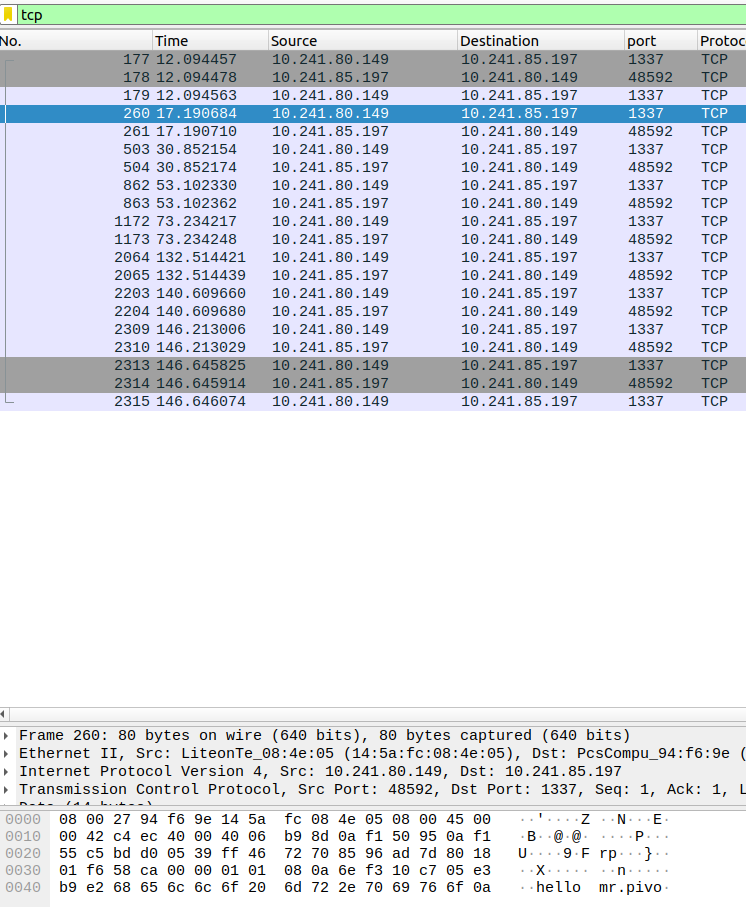 tcp
No. Time Source Destination port Protoc
177 12.094457 10.241.80.149 10.241.85.197 1337 TCP
178 12.094478 10.241.85.197 10.241.80.149 48592 TCP
179 12.094563 10.241.80.149 10.241.85.197 1337 TCP
260 17.190684 10.241.80.149 10.241.85.197 1337 TCP
261 17.190710 10.241.85.197 10.241.80.149 48592 TCP
503 30.852154 10.241.80.149 10.241.85.197 1337 TCP
504 30.852174 10.241.85.197 10.241.80.149 48592 TCP
862 53.102330 10.241.80.149 10.241.85.197 1337 TCP
863 53.102362 10.241.85.197 10.241.80.149 48592 TCP
1172 73.234217 10.241.80.149 10.241.85.197 1337 TCP
1173 73.234248 10.241.85.197 10.241.80.149 48592 TCP
2064 132.514421 10.241.80.149 10.241.85.197 1337 TCP
2065 132.514439 10.241.85.197 10.241.80.149 48592 TCP
2203 140.609660 10.241.80.149 10.241.85.197 1337 TCP
2204 140.609680 10.241.85.197 10.241.80.149 48592 TCP
2309 146.213006 10.241.80.149 10.241.85.197 1337 TCP
2310 146.213029 10.241.85.197 10.241.80.149 48592 TCP
2313 146.645825 10.241.80.149 10.241.85.197 1337 TCP
2314 146.645914 10.241.85.197 10.241.80.149 48592 TCP
2315 146.646074 10.241.80.149 10.241.85.197 1337 TCP
Frame 260: 80 bytes on wire (640 bits), 80 bytes captured (640 bits)
Ethernet II, Src: LiteonTe_08:4e:05 (14:5a:fc:08:4e:05), Dst: PcsCompu_94:f6:9e (
Internet Protocol Version 4, Src: 10.241.80.149, Dst: 10.241.85.197
Transmission Control Protocol, Src Port: 48592, Dst Port: 1337, Seq: 1, Ack: 1, L
Data (14 bytes)
0000 08 00 27 94 f6 9e 14 5a fc 08 4e 05 08 00 45 00 ··'····Z ··N···E·
0010 00 42 c4 ec 40 00 40 06 b9 8d 0a f1 50 95 0a f1 ·B··@·@· ····P···
0020 55 c5 bd d0 05 39 ff 46 72 70 85 96 ad 7d 80 18 U····9·F rp···}··
0030 01 f6 58 ca 00 00 01 01 08 0a 6e f3 10 c7 05 e3 ··X····· ··n·····
0040 b9 e2 68 65 6c 6c 6f 20 6d 72 2e 70 69 76 6f 0a ··hello mr.pivo·